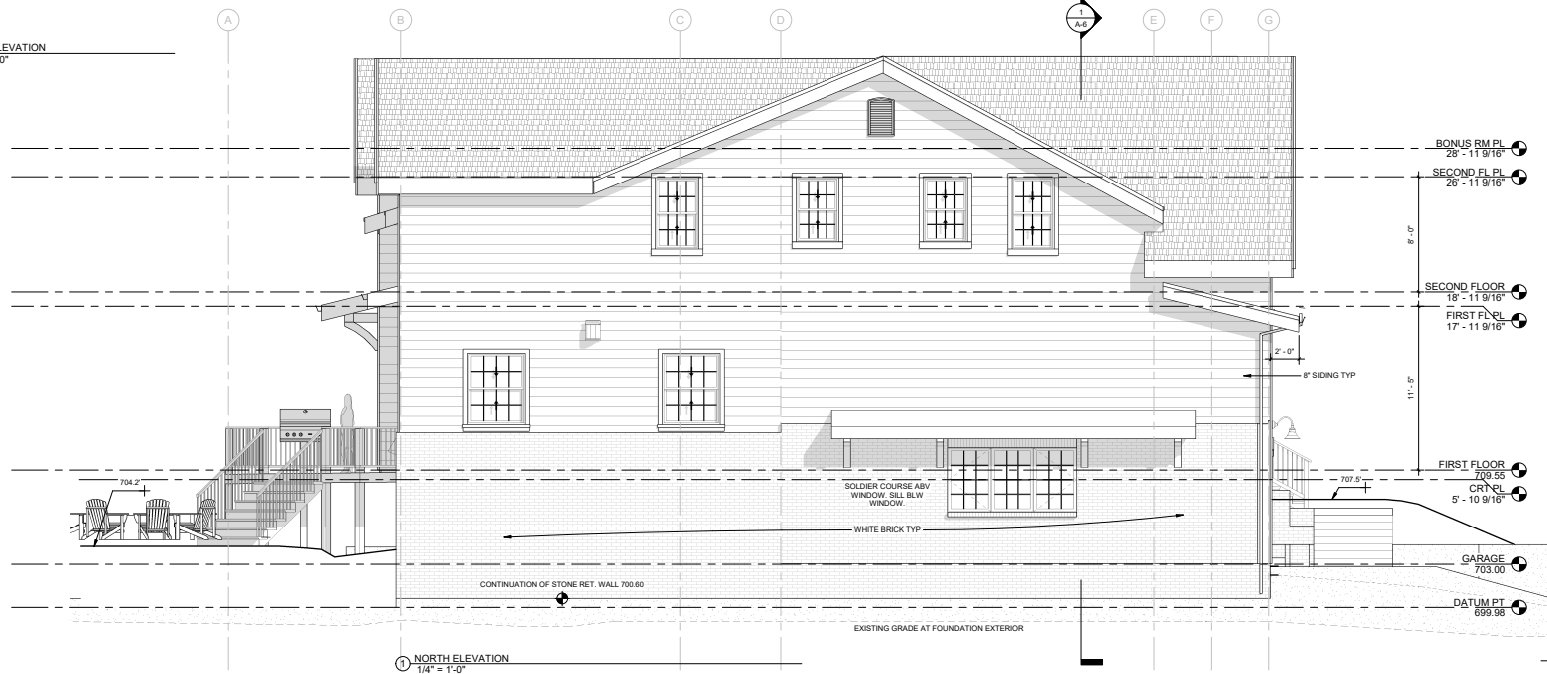 A
B
C
D
1
A-6
E
F
G
LEVATION
0"
BONUS RM PL
28' - 11 9/16"
SECOND FL PL
26' - 11 9/16"
8' - 0"
SECOND FLOOR
18' - 11 9/16"
FIRST FL PL
17' - 11 9/16"
2' - 0"
8" SIDING TYP
11' - 5"
FIRST FLOOR
709.55
704.2'
707.5'
CRT PL
5' - 10 9/16"
SOLDIER COURSE ABV
WINDOW. SILL BLW
WINDOW.
WHITE BRICK TYP
GARAGE
703.00
CONTINUATION OF STONE RET. WALL 700.60
DATUM PT
699.98
EXISTING GRADE AT FOUNDATION EXTERIOR
1
NORTH ELEVATION
1/4" = 1'-0"